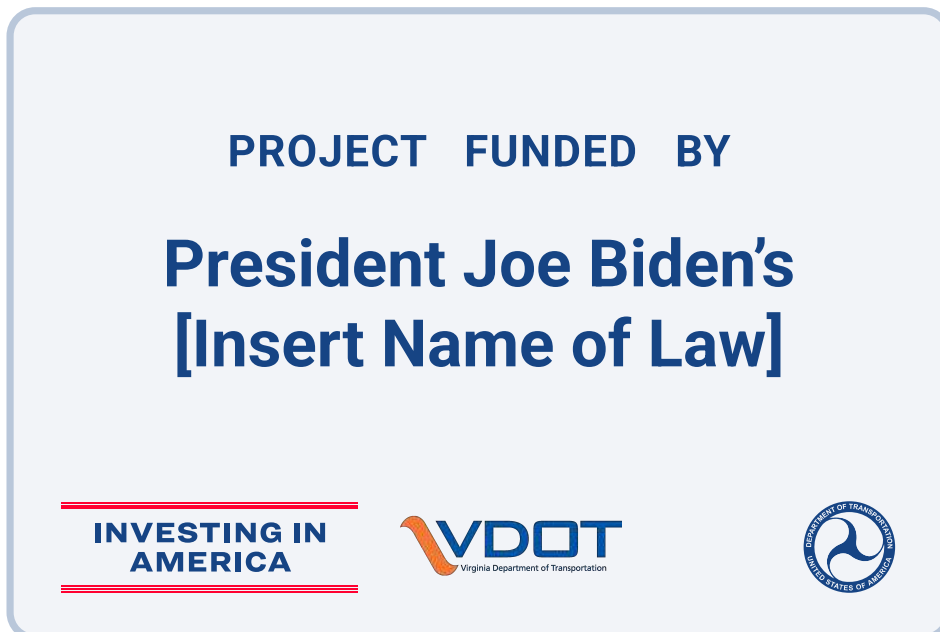 PROJECT FUNDED BY
President Joe Biden’s
[Insert Name of Law]
INVESTING IN
AMERICA
VDOT
Virginia Department of Transportation
DEPARTMENT OF TRANSPORTATION
UNITED STATES OF AMERICA